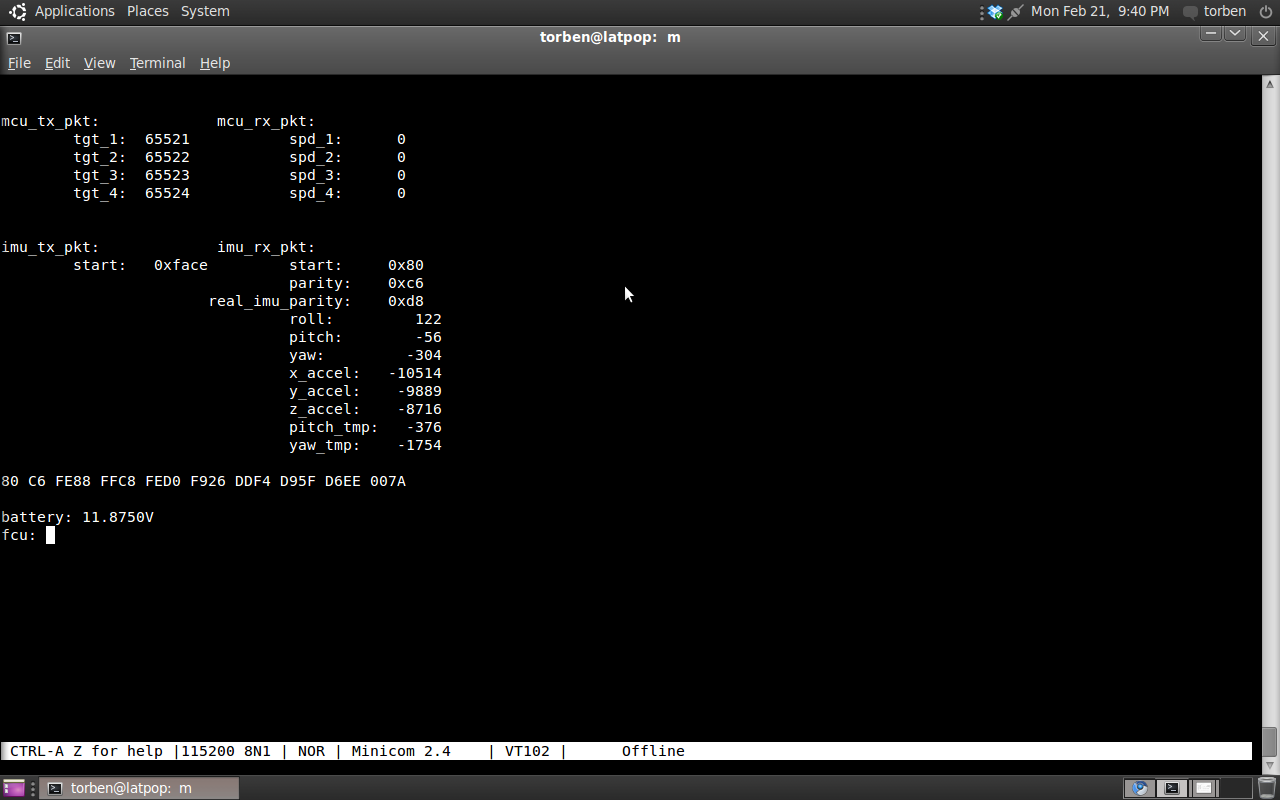 Applications Places System Mon Feb 21, 9:40 PM torben
torben@latpop: m
File Edit View Terminal Help
mcu_tx_pkt: mcu_rx_pkt:
tgt_1: 65521 spd_1: 0
tgt_2: 65522 spd_2: 0
tgt_3: 65523 spd_3: 0
tgt_4: 65524 spd_4: 0
imu_tx_pkt: imu_rx_pkt:
start: 0xface start: 0x80
parity: 0xc6
real_imu_parity: 0xd8
roll: 122
pitch: -56
yaw: -304
x_accel: -10514
y_accel: -9889
z_accel: -8716
pitch_tmp: -376
yaw_tmp: -1754
80 C6 FE88 FFC8 FED0 F926 DDF4 D95F D6EE 007A
battery: 11.8750V
fcu:
CTRL-A Z for help |115200 8N1 | NOR | Minicom 2.4 | VT102 | Offline
torben@latpop: m